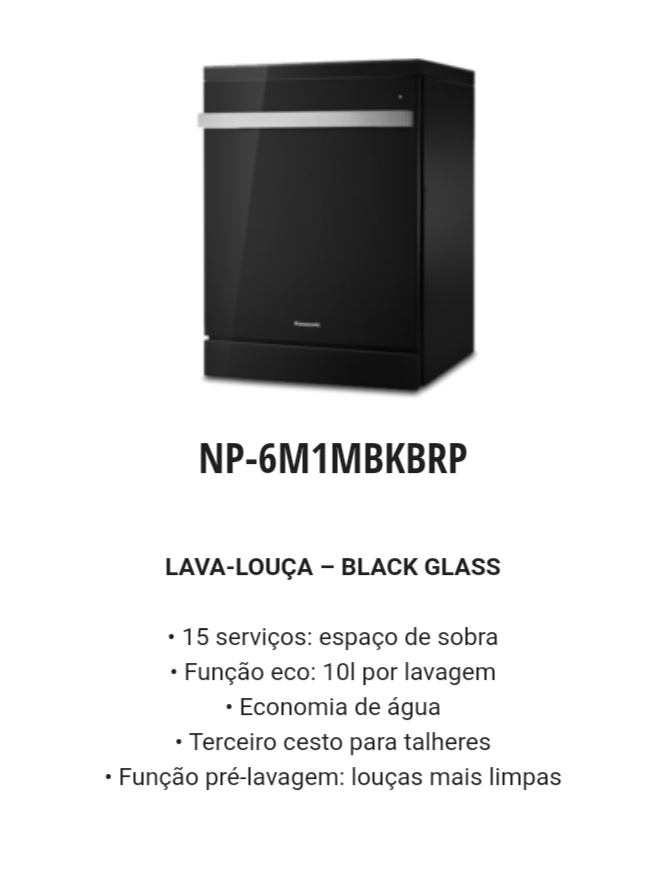 Panasonic
NP-6M1MBKBRP
LAVA-LOUÇA – BLACK GLASS
• 15 serviços: espaço de sobra
• Função eco: 10l por lavagem
• Economia de água
• Terceiro cesto para talheres
• Função pré-lavagem: louças mais limpas